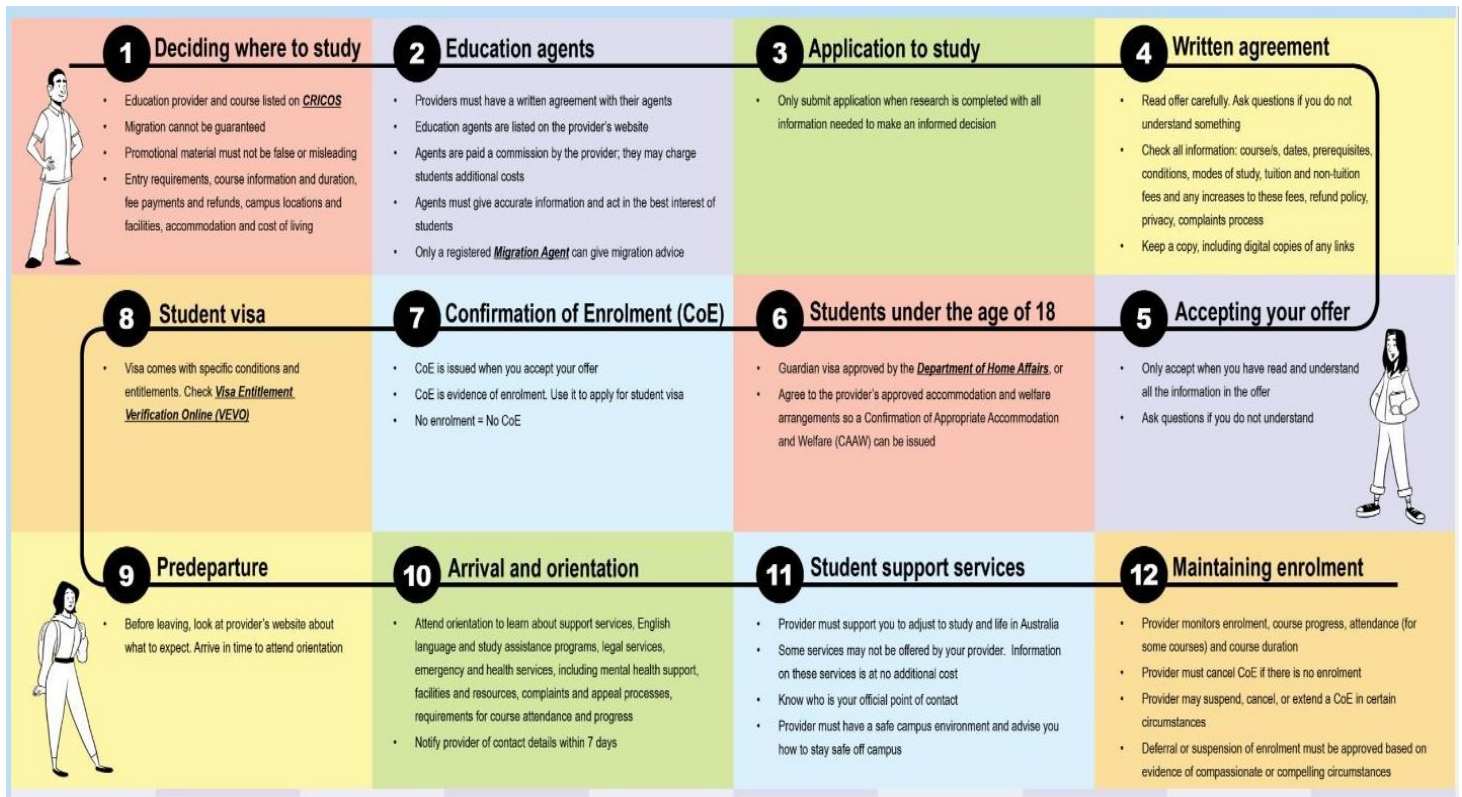 1 Deciding where to study
• Education provider and course listed on CRICOS
• Migration cannot be guaranteed
• Promotional material must not be false or misleading
• Entry requirements, course information and duration,
fee payments and refunds, campus locations and
facilities, accommodation and cost of living
2 Education agents
• Providers must have a written agreement with their agents
• Education agents are listed on the provider's website
• Agents are paid a commission by the provider; they may charge
students additional costs
• Agents must give accurate information and act in the best interest of
students
• Only a registered Migration Agent can give migration advice
3 Application to study
• Only submit application when research is completed with all
information needed to make an informed decision
4 Written agreement
• Read offer carefully. Ask questions if you do not
understand something
• Check all information: course/s, dates, prerequisites,
conditions, modes of study, tuition and non-tuition
fees and any increases to these fees, refund policy,
privacy, complaints process
• Keep a copy, including digital copies of any links
5 Accepting your offer
• Only accept when you have read and understand
all the information in the offer
• Ask questions if you do not understand
6 Students under the age of 18
• Guardian visa approved by the Department of Home Affairs, or
• Agree to the provider's approved accommodation and welfare
arrangements so a Confirmation of Appropriate Accommodation
and Welfare (CAAW) can be issued
7 Confirmation of Enrolment (CoE)
• CoE is issued when you accept your offer
• CoE is evidence of enrolment. Use it to apply for student visa
• No enrolment = No CoE
8 Student visa
• Visa comes with specific conditions and
entitlements. Check Visa Entitlement
Verification Online (VEVO)
9 Predeparture
• Before leaving, look at provider's website about
what to expect. Arrive in time to attend orientation
10 Arrival and orientation
• Attend orientation to learn about support services, English
language and study assistance programs, legal services,
emergency and health services, including mental health support,
facilities and resources, complaints and appeal processes,
requirements for course attendance and progress
• Notify provider of contact details within 7 days
11 Student support services
• Provider must support you to adjust to study and life in Australia
• Some services may not be offered by your provider. Information
on these services is at no additional cost
• Know who is your official point of contact
• Provider must have a safe campus environment and advise you
how to stay safe off campus
12 Maintaining enrolment
• Provider monitors enrolment, course progress, attendance (for
some courses) and course duration
• Provider must cancel CoE if there is no enrolment
• Provider may suspend, cancel, or extend a CoE in certain
circumstances
• Deferral or suspension of enrolment must be approved based on
evidence of compassionate or compelling circumstances